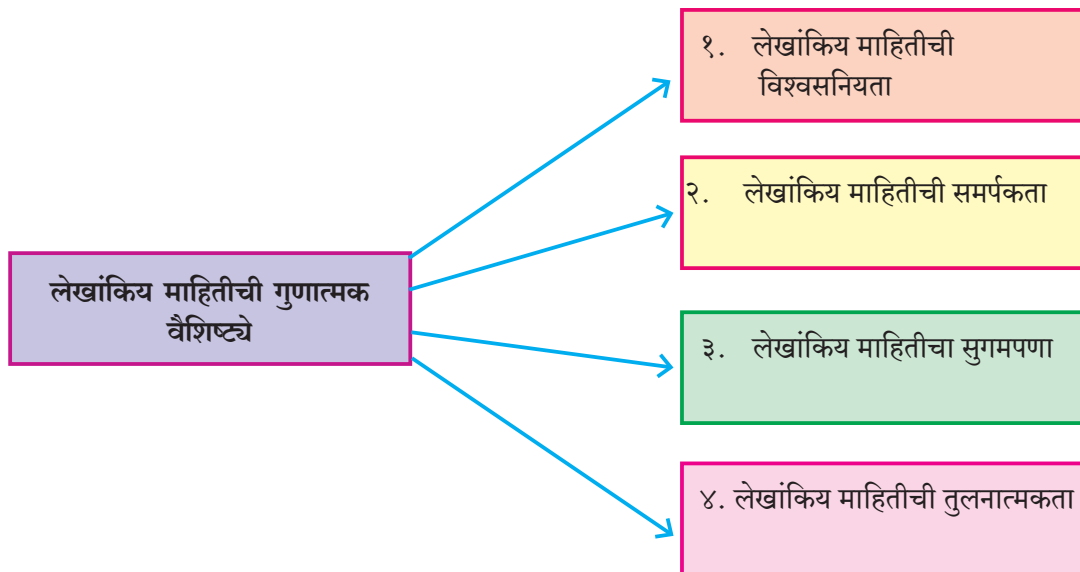 लेखांकिय माहितीची गुणात्मक
वैशिष्ट्ये
१. लेखांकिय माहितीची
विश्वसनियता
२. लेखांकिय माहितीची समर्पकता
३. लेखांकिय माहितीचा सुगमपणा
४. लेखांकिय माहितीची तुलनात्मकता